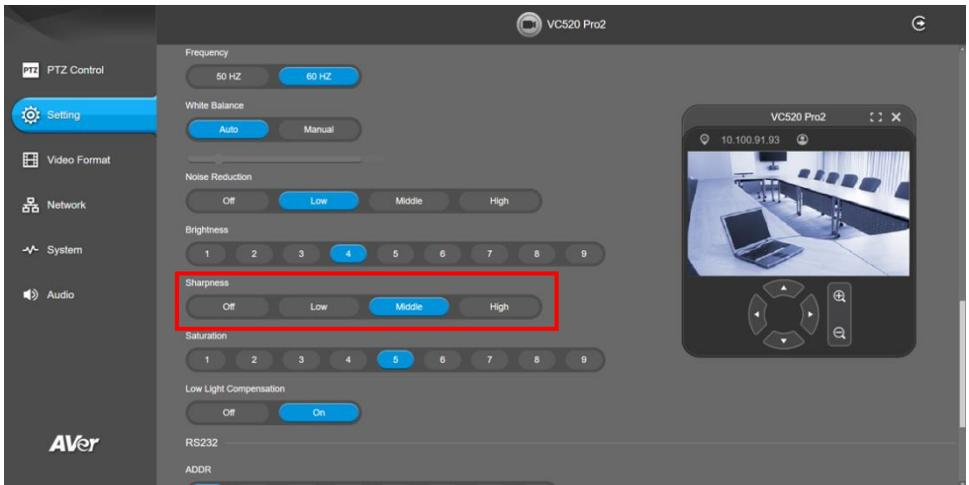 VC520 Pro2
PTZ PTZ Control
Setting
Video Format
Network
System
Audio
AVer
Frequency
50 HZ 60 HZ
White Balance
Auto Manual
Noise Reduction
Off Low Middle High
Brightness
1 2 3 4 5 6 7 8 9
Sharpness
Off Low Middle High
Saturation
1 2 3 4 5 6 7 8 9
Low Light Compensation
Off On
RS232
ADDR
VC520 Pro2
10.100.91.93